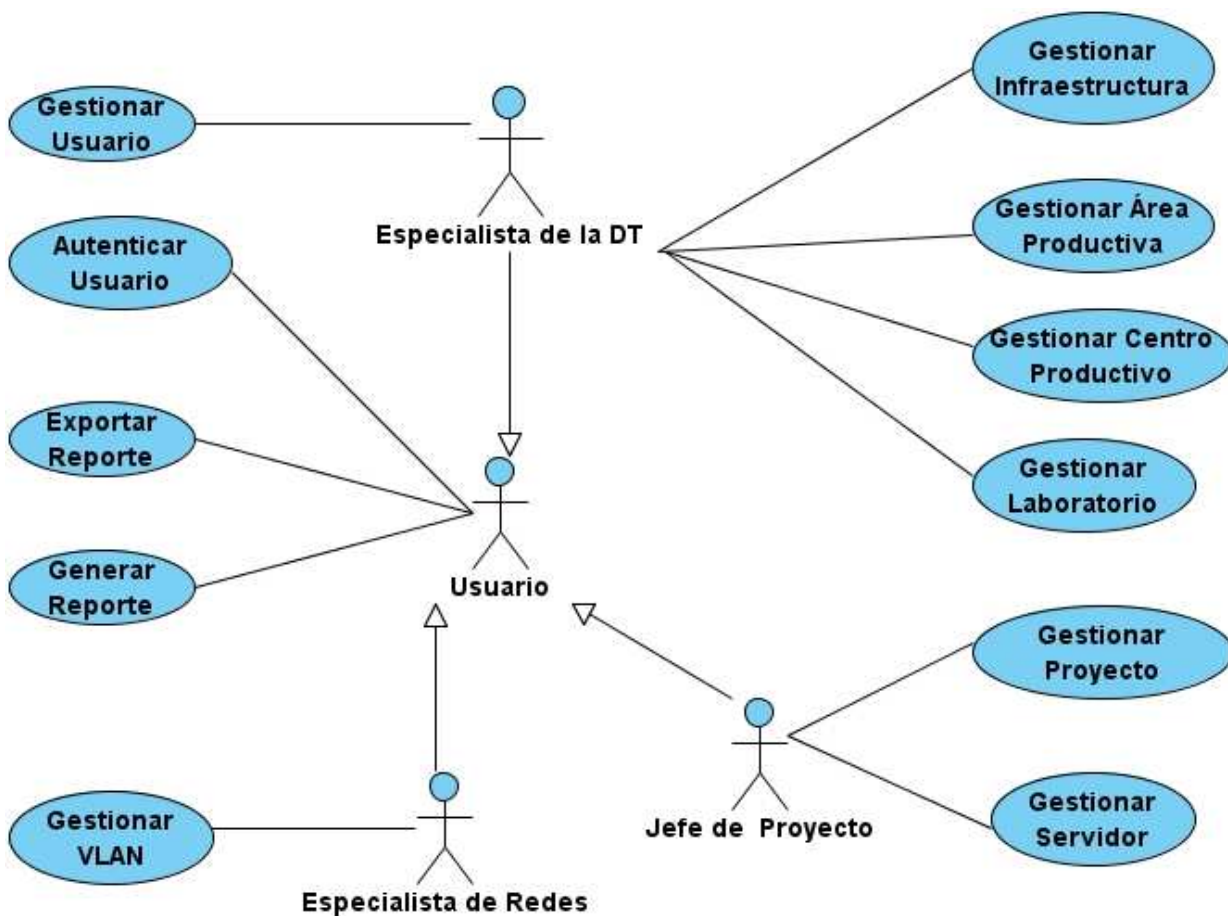 Gestionar
Usuario
Especialista de la DT
Gestionar
Infraestructura
Autenticar
Usuario
Gestionar Área
Productiva
Gestionar Centro
Productivo
Exportar
Reporte
Gestionar
Laboratorio
Generar
Reporte
Usuario
Gestionar
Proyecto
Gestionar
VLAN
Especialista de Redes
Jefe de Proyecto
Gestionar
Servidor